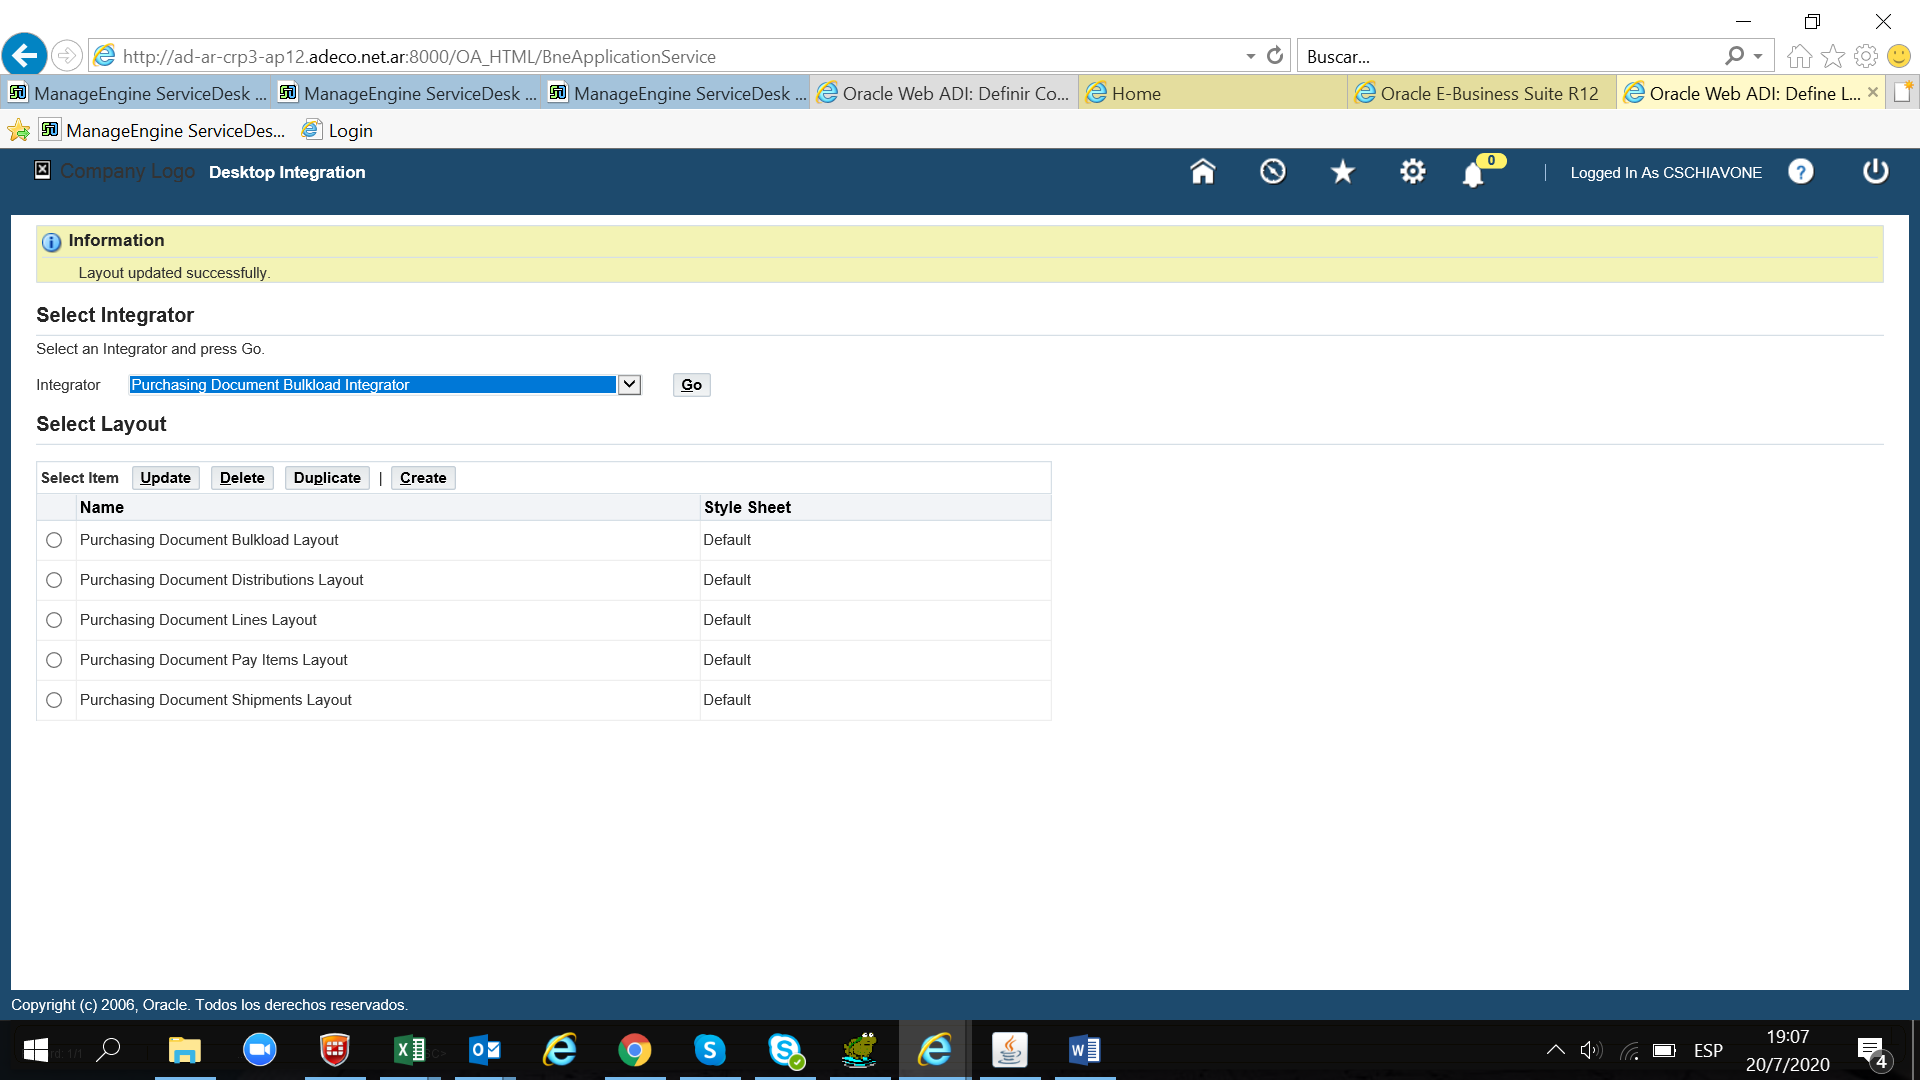 http://ad-ar-crp3-ap12.adeco.net.ar:8000/OA_HTML/BneApplicationService
Buscar...
ManageEngine ServiceDesk ...
ManageEngine ServiceDesk ...
ManageEngine ServiceDesk ...
Oracle Web ADI: Definir Co...
Home
Oracle E-Business Suite R12
Oracle Web ADI: Define L...
ManageEngine ServiceDes...
Login
Company Logo
Desktop Integration
0
Logged In As CSCHIAVONE
Information
Layout updated successfully.
Select Integrator
Select an Integrator and press Go.
Integrator
Purchasing Document Bulkload Integrator
Go
Select Layout
Select Item
Update
Delete
Duplicate
|
Create
Name
Style Sheet
Purchasing Document Bulkload Layout
Default
Purchasing Document Distributions Layout
Default
Purchasing Document Lines Layout
Default
Purchasing Document Pay Items Layout
Default
Purchasing Document Shipments Layout
Default
Copyright (c) 2006, Oracle. Todos los derechos reservados.
ESP
19:07
20/7/2020
4